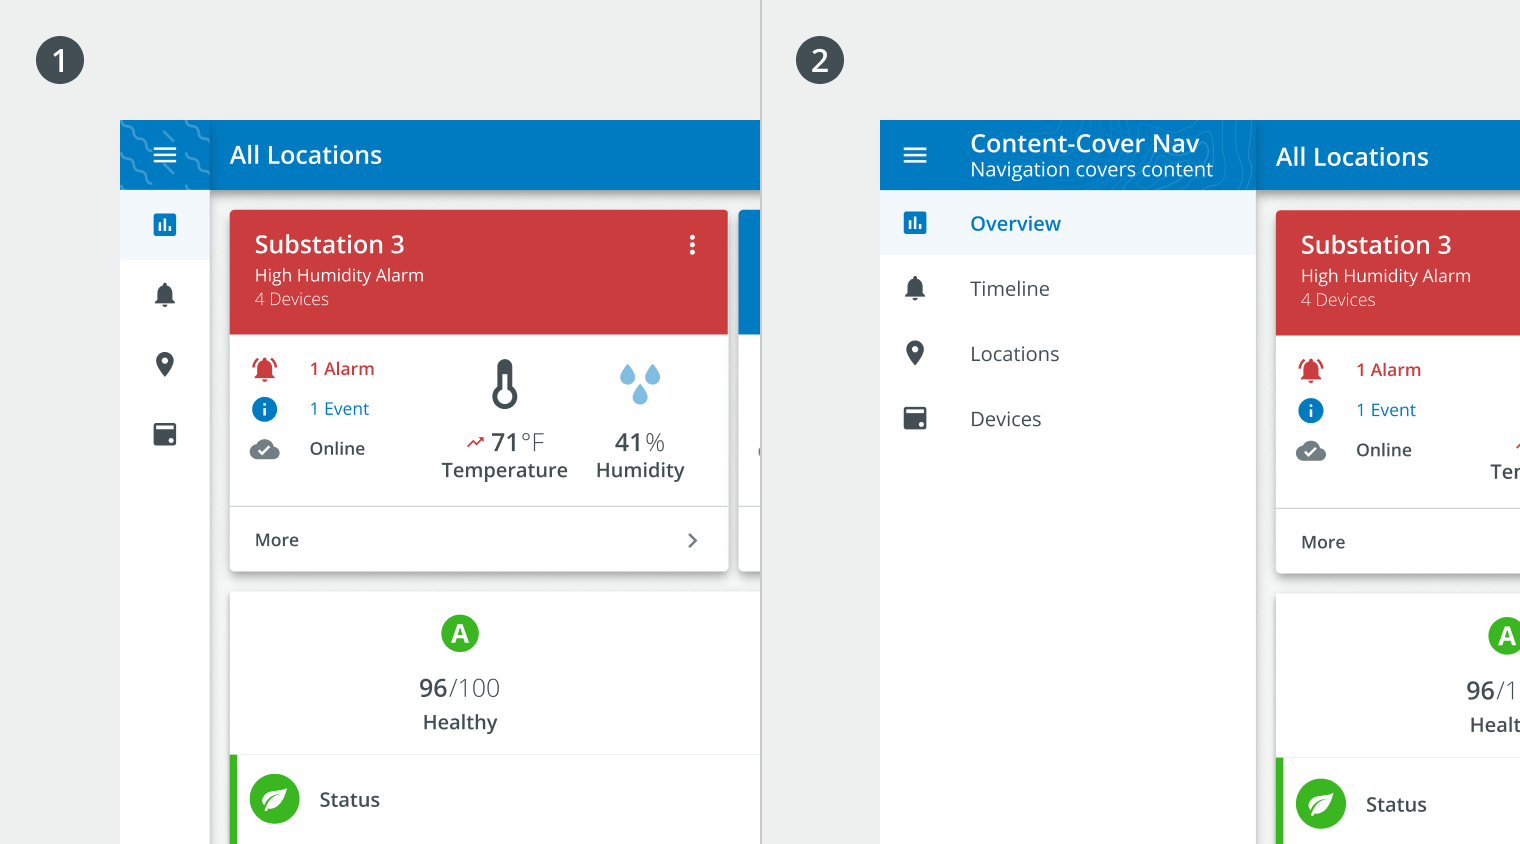 1
All Locations
Substation 3
High Humidity Alarm
4 Devices
1 Alarm
1 Event
Online
71°F
Temperature
41%
Humidity
More
A
96/100
Healthy
Status
2
Content-Cover Nav
Navigation covers content
Overview
Timeline
Locations
Devices
All Locations
Substation 3
High Humidity Alarm
4 Devices
1 Alarm
1 Event
Online
Ter
More
A
96/1
Healt
Status